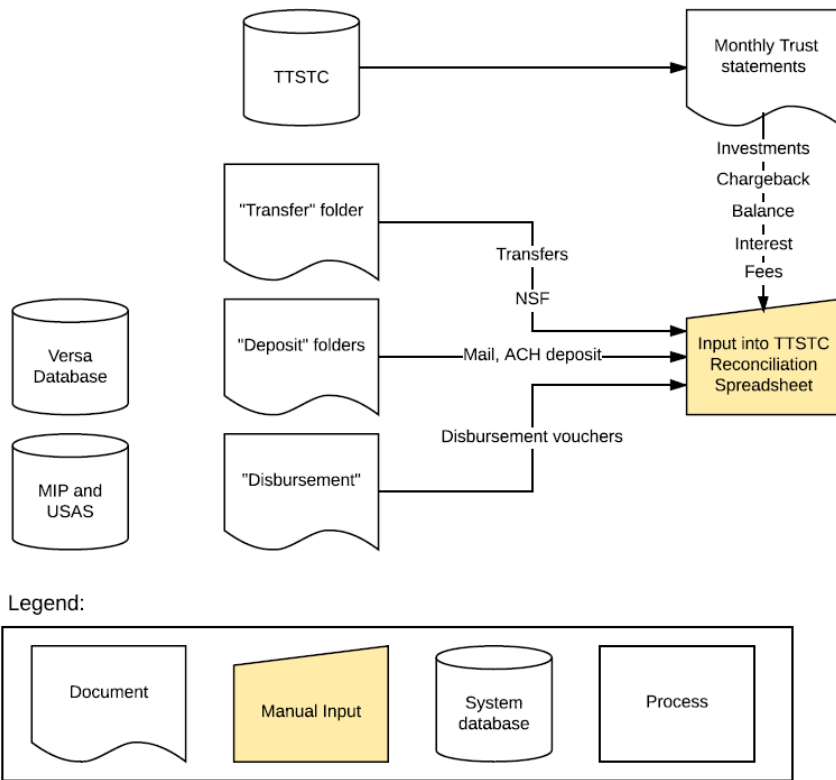 TTSTC
Monthly Trust
statements
Investments
Chargeback
Balance
Interest
Fees
"Transfer" folder
Transfers
NSF
Versa
Database
"Deposit" folders
Mail, ACH deposit
Input into TTSTC
Reconciliation
Spreadsheet
Disbursement vouchers
MIP and
USAS
"Disbursement"
Legend:
Document
Manual Input
System
database
Process